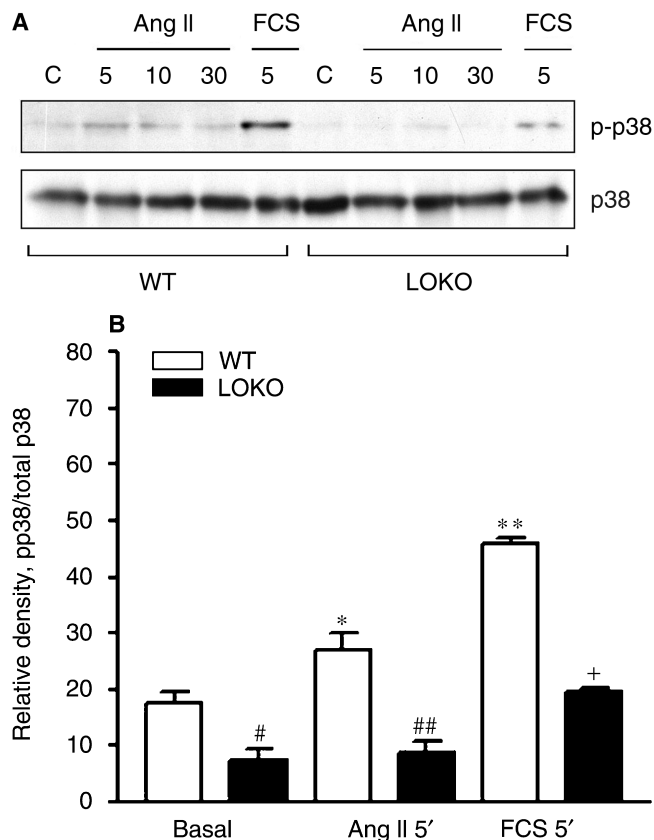 A
Ang II FCS Ang II FCS
C 5 10 30 5 C 5 10 30 5
p-p38
p38
WT LOKO
B
WT
LOKO
Relative density, pp38/total p38
80
70
60
50
40
30
20
10
0
* *
*
+
#
##
Basal Ang II 5′ FCS 5′